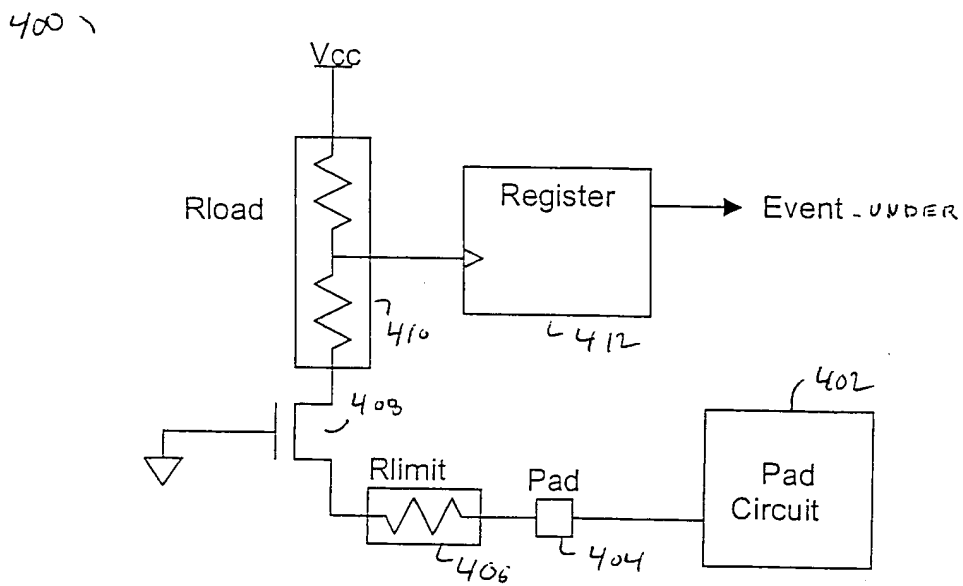 400
Vcc
Rload
Register
Event_UNDER
410
412
408
402
Rlimit
Pad
Pad
Circuit
404
406